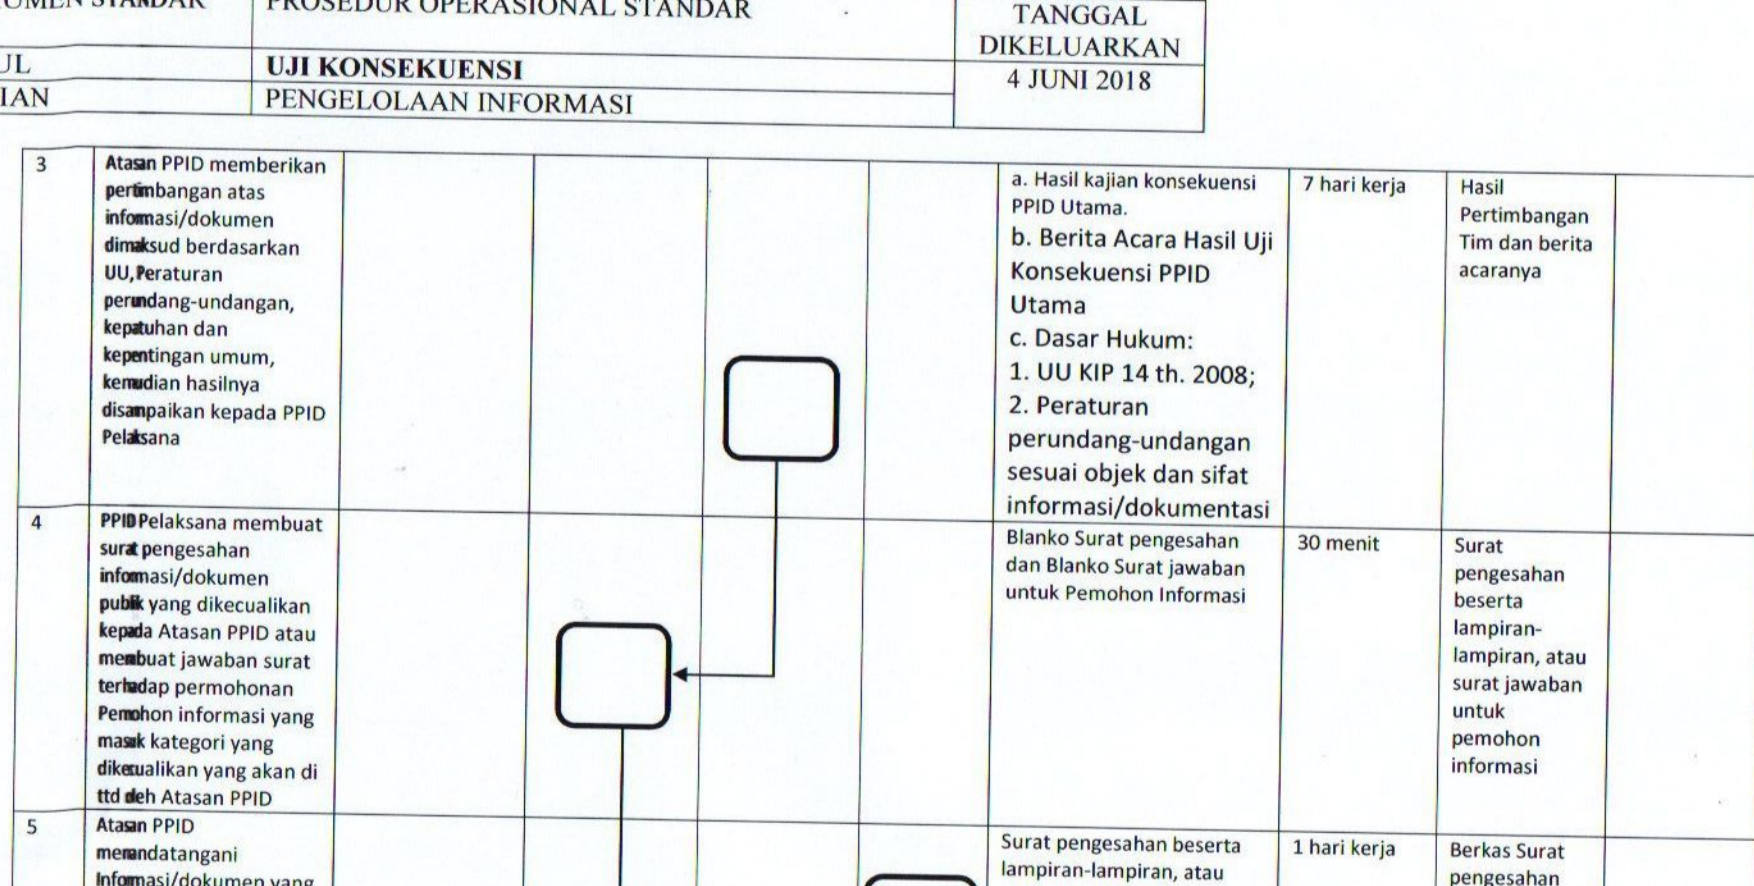 PROSEDUR OPERASIONAL STANDAR
TANGGAL
DIKELUARKAN
UJI KONSEKUENSI
4 JUNI 2018
PENGELOLAAN INFORMASI
3
Atasan PPID memberikan
pertimbangan atas
informasi/dokumen
dimaksud berdasarkan
UU,Peraturan
perundang-undangan,
kepatuhan dan
kepentingan umum,
kemudian hasilnya
disampaikan kepada PPID
Pelaksana
a. Hasil kajian konsekuensi
PPID Utama.
b. Berita Acara Hasil Uji
Konsekuensi PPID
Utama
c. Dasar Hukum:
1. UU KIP 14 th. 2008;
2. Peraturan
perundang-undangan
sesuai objek dan sifat
informasi/dokumentasi
7 hari kerja
Hasil
Pertimbangan
Tim dan berita
acaranya
4
PPID Pelaksana membuat
surat pengesahan
informasi/dokumen
publik yang dikecualikan
kepada Atasan PPID atau
membuat jawaban surat
terhadap permohonan
Pemohon informasi yang
masuk kategori yang
dikecualikan yang akan di
ttd oleh Atasan PPID
Blanko Surat pengesahan
dan Blanko Surat jawaban
untuk Pemohon Informasi
30 menit
Surat
pengesahan
beserta
lampiran-
lampiran, atau
surat jawaban
untuk
pemohon
informasi
5
Atasan PPID
menandatangani
Informasi/dokumen yang
Surat pengesahan beserta
lampiran-lampiran, atau
1 hari kerja
Berkas Surat
pengesahan